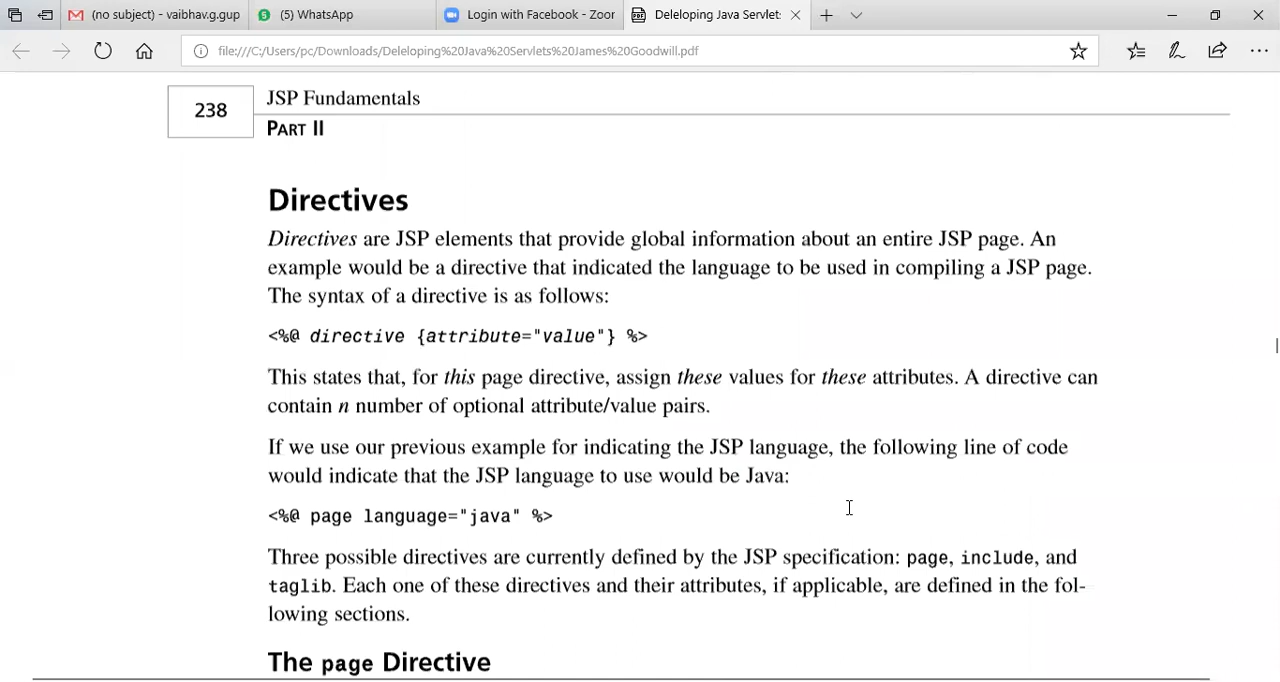 (no subject) - vaibhav.g.gup
(5) WhatsApp
Login with Facebook - Zoor
Deleloping Java Servlet:
file:///C:/Users/pc/Downloads/Deleloping%20Java%20Servlets%20James%20Goodwill.pdf
238
JSP Fundamentals
PART II
Directives
Directives are JSP elements that provide global information about an entire JSP page. An
example would be a directive that indicated the language to be used in compiling a JSP page.
The syntax of a directive is as follows:
<%@ directive {attribute="value"} %>
This states that, for this page directive, assign these values for these attributes. A directive can
contain n number of optional attribute/value pairs.
If we use our previous example for indicating the JSP language, the following line of code
would indicate that the JSP language to use would be Java:
<%@ page language="java" %>
Three possible directives are currently defined by the JSP specification: page, include, and
taglib. Each one of these directives and their attributes, if applicable, are defined in the fol-
lowing sections.
The page Directive